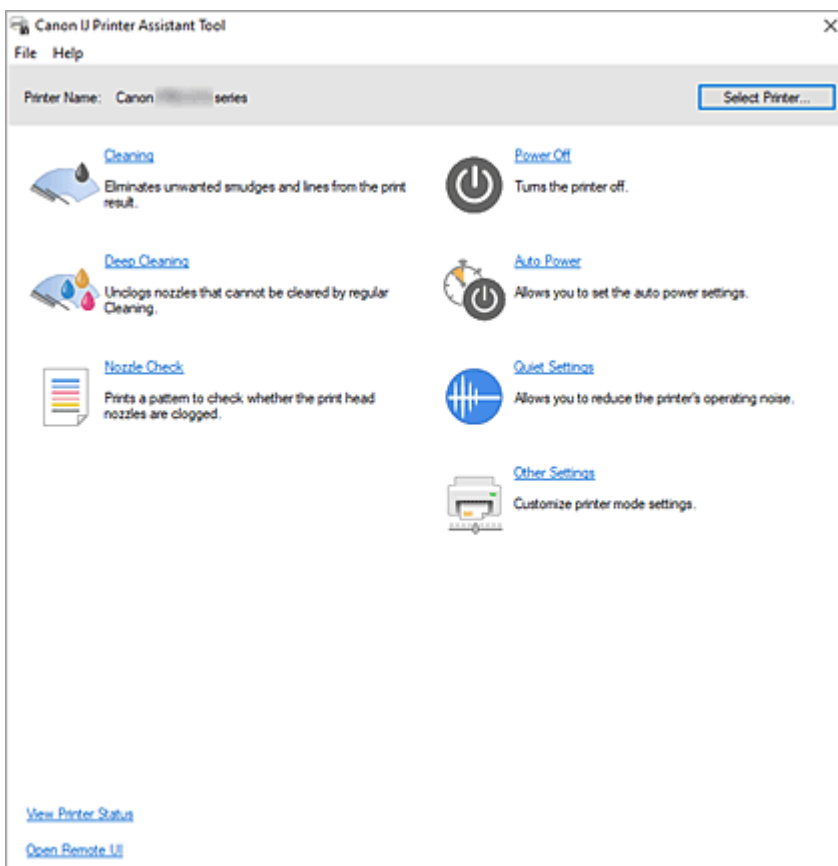 Canon IJ Printer Assistant Tool
File Help
Printer Name: Canon series
Select Printer...
Cleaning
Eliminates unwanted smudges and lines from the print
result.
Deep Cleaning
Unclogs nozzles that cannot be cleared by regular
Cleaning.
Nozzle Check
Prints a pattern to check whether the print head
nozzles are clogged.
Power Off
Turns the printer off.
Auto Power
Allows you to set the auto power settings.
Quiet Settings
Allows you to reduce the printer's operating noise.
Other Settings
Customize printer mode settings.
View Printer Status
Open Remote UI